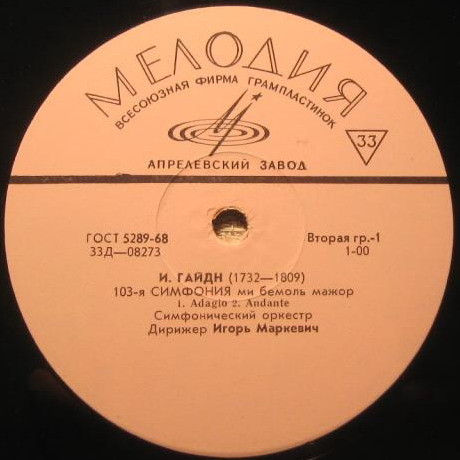 МЕЛОДИЯ
ВСЕСОЮЗНАЯ ФИРМА ГРАМПЛАСТИНОК
33
АПРЕЛЕВСКИЙ ЗАВОД
ГОСТ 5289-68 Вторая гр.-1
33Д—08273 1-00
И. ГАЙДН (1732—1809)
103-я СИМФОНИЯ ми бемоль мажор
1. Adagio 2. Andante
Симфонический оркестр
Дирижер Игорь Маркевич